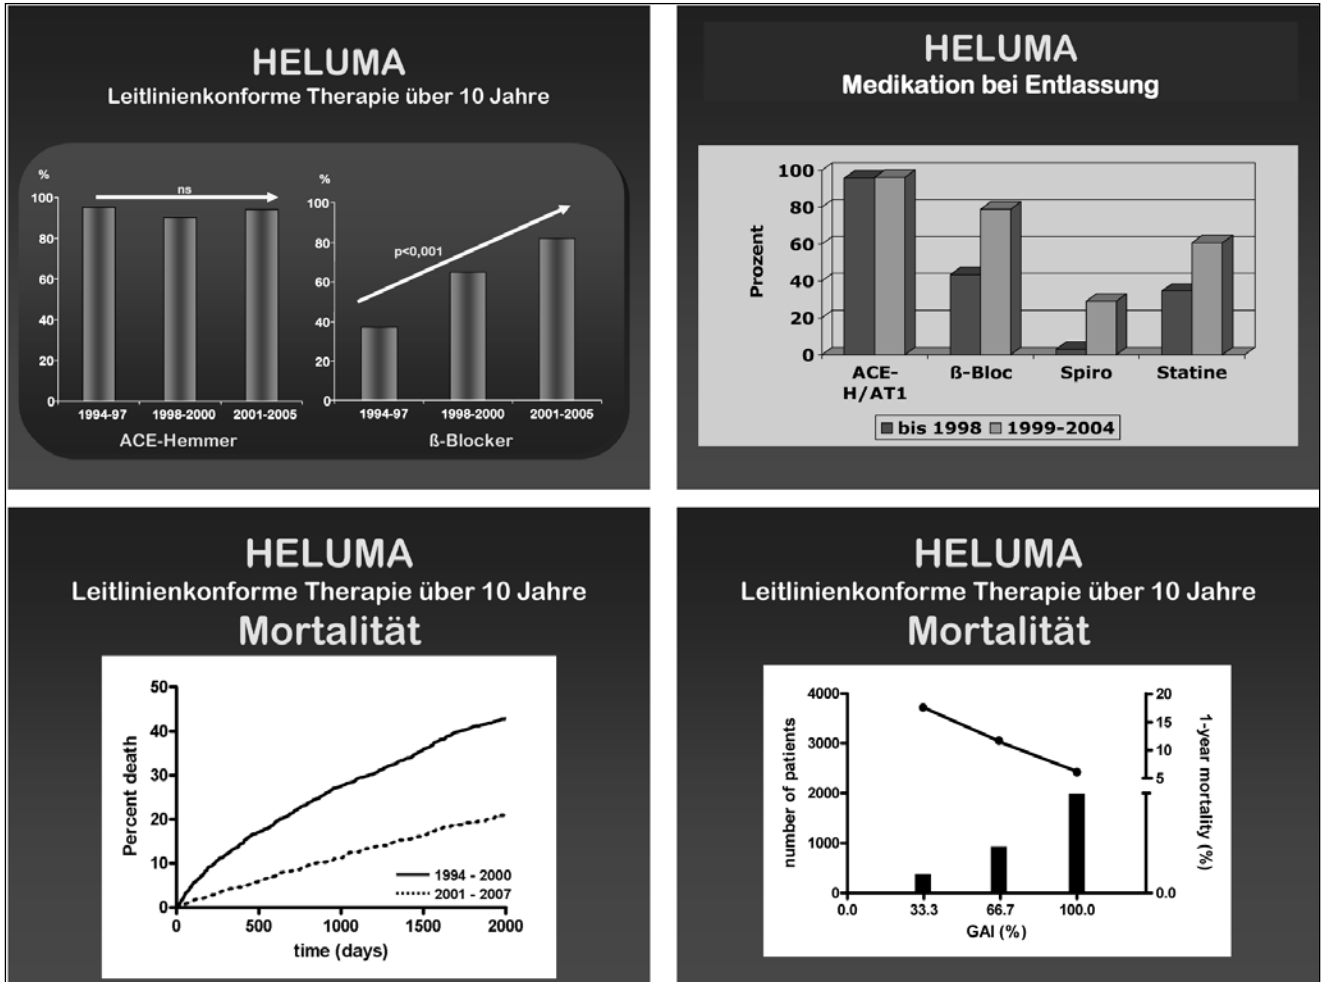 HELUMA
Leitlinienkonforme Therapie über 10 Jahre
%
100
80
60
40
20
0
ns
1994-97 1998-2000 2001-2005
ACE-Hemmer
%
100
80
60
40
20
0
p<0,001
1994-97 1998-2000 2001-2005
ß-Blocker
HELUMA
Medikation bei Entlassung
Prozent
100
80
60
40
20
0
ACE- ß-Bloc Spiro Statine
H/AT1
bis 1998 1999-2004
HELUMA
Leitlinienkonforme Therapie über 10 Jahre
Mortalität
Percent death
50
40
30
20
10
0
1994 - 2000
2001 - 2007
0 500 1000 1500 2000
time (days)
HELUMA
Leitlinienkonforme Therapie über 10 Jahre
Mortalität
number of patients
4000
3000
2000
1000
0
20
15
10
5
0.0
1-year mortality (%)
0.0 33.3 66.7 100.0
GAI (%)